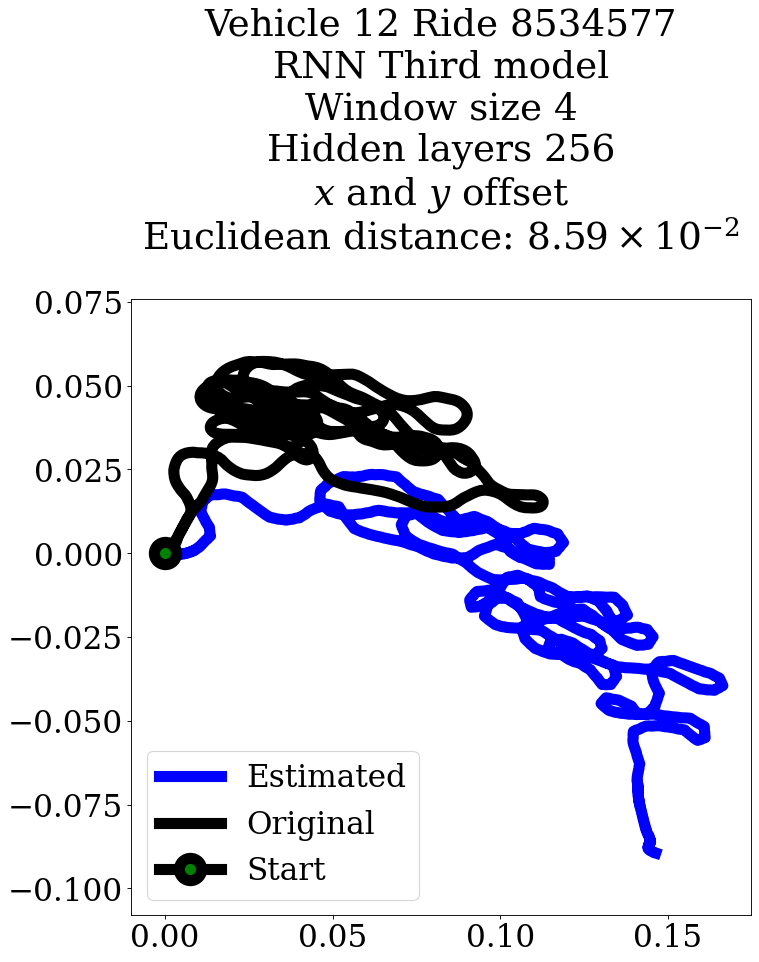 Vehicle 12 Ride 8534577
RNN Third model
Window size 4
Hidden layers 256
x and y offset
Euclidean distance: 8.59 × 10⁻²
0.075
0.050
0.025
0.000
−0.025
−0.050
−0.075
−0.100
Estimated
Original
Start
0.00 0.05 0.10 0.15